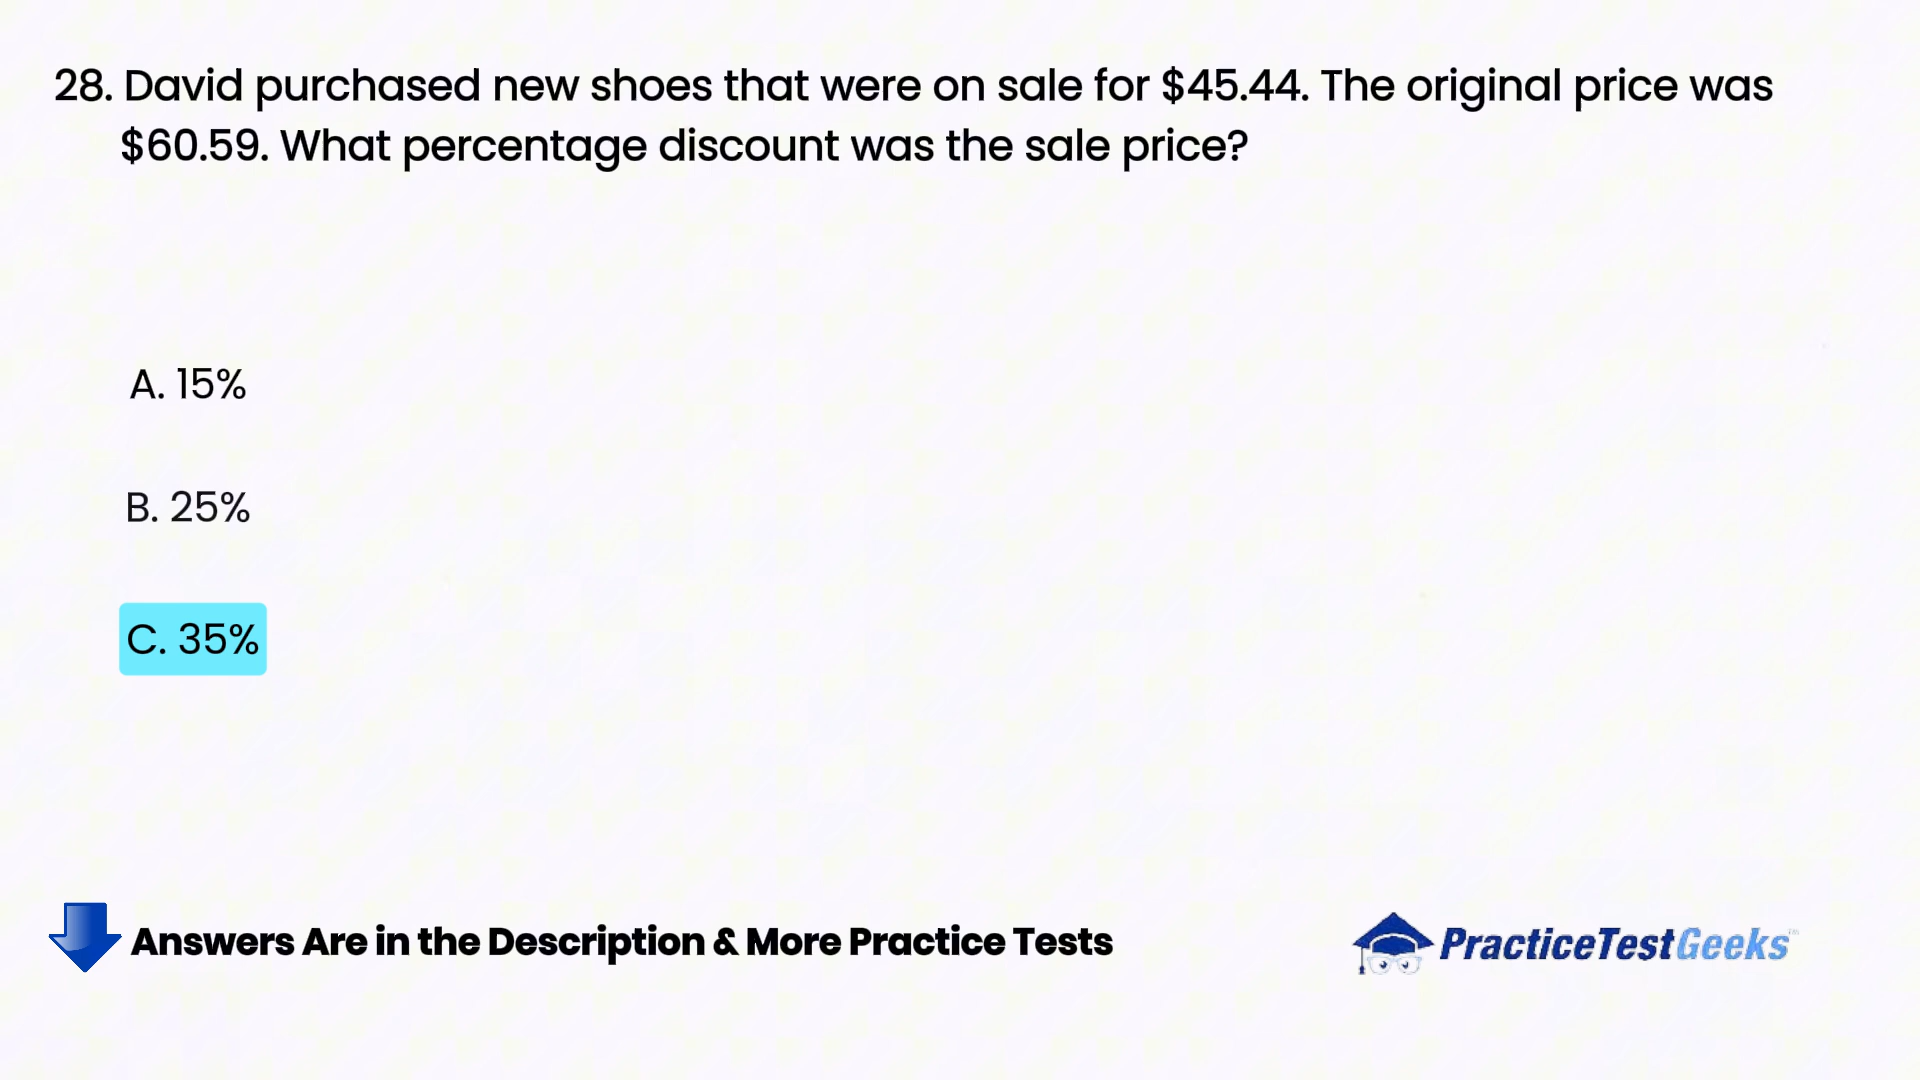 28. David purchased new shoes that were on sale for $45.44. The original price was
$60.59. What percentage discount was the sale price?
A. 15%
B. 25%
C. 35%
Answers Are in the Description & More Practice Tests
PracticeTestGeeks™